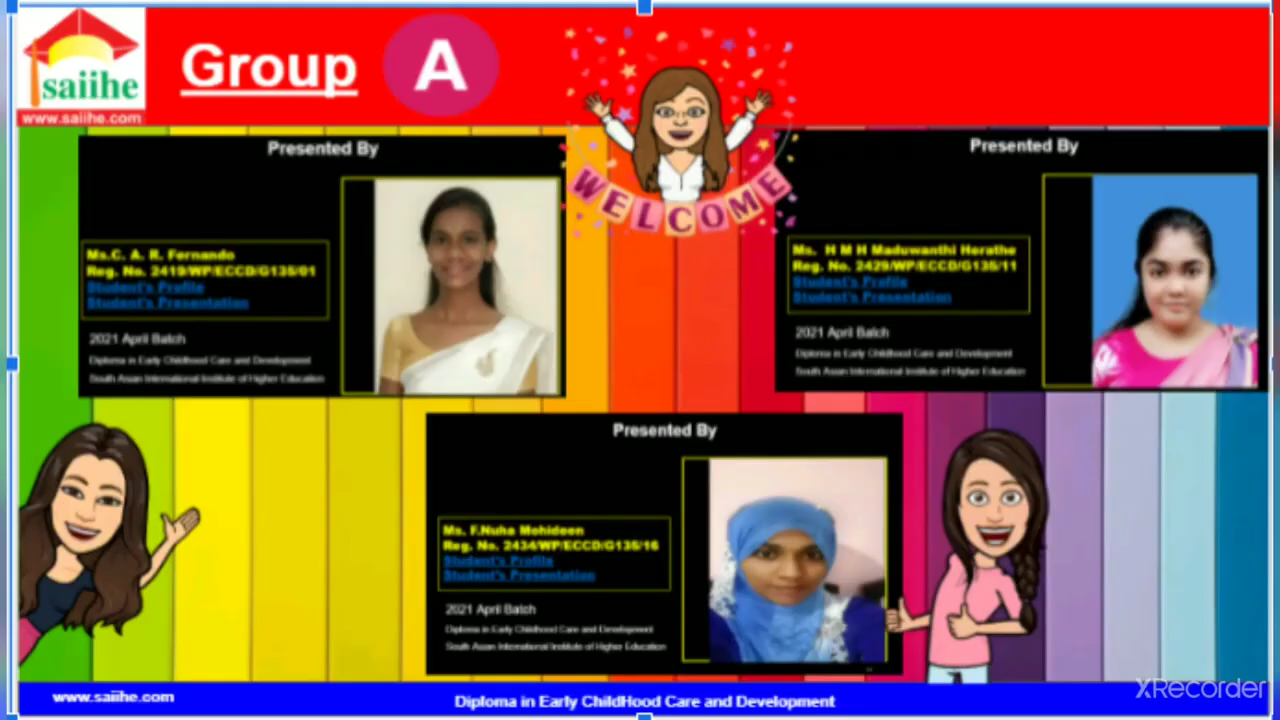 saiihe
www.saiihe.com
Group A
WELCOME
Presented By
Ms.C. A. R. Fernando
Reg. No. 2419/WP/ECCD/G135/01
Student's Profile
Student's Presentation
2021 April Batch
Diploma in Early Childhood Care and Development
South Asian International Institute of Higher Education
Presented By
Ms. H M H Maduwanthi Herathe
Reg. No. 2429/WP/ECCD/G135/11
Student's Profile
Student's Presentation
2021 April Batch
Diploma in Early Childhood Care and Development
South Asian International Institute of Higher Education
Presented By
Ms. F.Nuha Mohideen
Reg. No. 2434/WP/ECCD/G135/16
Student's Profile
Student's Presentation
2021 April Batch
Diploma in Early Childhood Care and Development
South Asian International Institute of Higher Education
www.saiihe.com
Diploma in Early ChildHood Care and Development
XRecorder